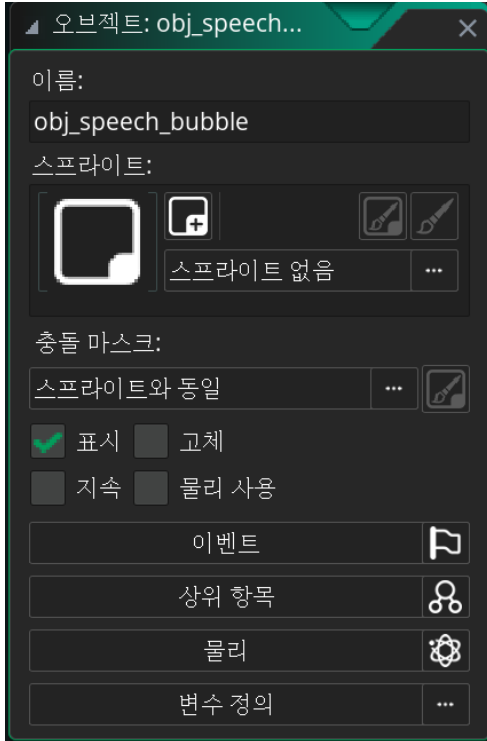 오브젝트: obj_speech...
이름:
obj_speech_bubble
스프라이트:
스프라이트 없음
충돌 마스크:
스프라이트와 동일
표시 고체
지속 물리 사용
이벤트
상위 항목
물리
변수 정의